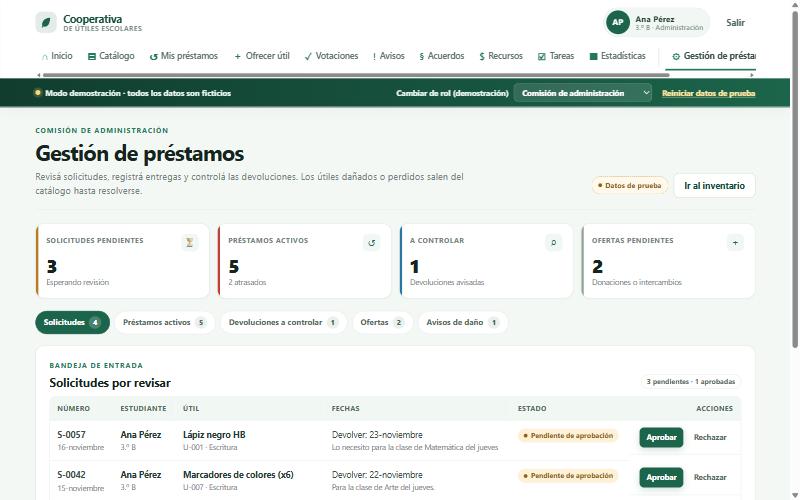 Cooperativa
DE ÚTILES ESCOLARES
AP
Ana Pérez
3.º B · Administración
Salir
Inicio
Catálogo
Mis préstamos
Ofrecer útil
Votaciones
Avisos
Acuerdos
Recursos
Tareas
Estadísticas
Gestión de présta
Modo demostración · todos los datos son ficticios
Cambiar de rol (demostración)
Comisión de administración
Reiniciar datos de prueba
COMISIÓN DE ADMINISTRACIÓN
Gestión de préstamos
Revisá solicitudes, registrá entregas y controlá las devoluciones. Los útiles dañados o perdidos salen del
catálogo hasta resolverse.
Datos de prueba
Ir al inventario
SOLICITUDES PENDIENTES
3
Esperando revisión
PRÉSTAMOS ACTIVOS
5
2 atrasados
A CONTROLAR
1
Devoluciones avisadas
OFERTAS PENDIENTES
2
Donaciones o intercambios
Solicitudes 4
Préstamos activos 5
Devoluciones a controlar 1
Ofertas 2
Avisos de daño 1
BANDEJA DE ENTRADA
Solicitudes por revisar
3 pendientes · 1 aprobadas
NÚMERO ESTUDIANTE ÚTIL FECHAS ESTADO ACCIONES
S-0057 Ana Pérez Lápiz negro HB Devolver: 23-noviembre Pendiente de aprobación Aprobar Rechazar
16-noviembre 3.º B U-001 · Escritura Lo necesito para la clase de Matemática del jueves
S-0042 Ana Pérez Marcadores de colores (x6) Devolver: 22-noviembre Pendiente de aprobación Aprobar Rechazar
15-noviembre 3.º B U-007 · Escritura Para la clase de Arte del jueves.